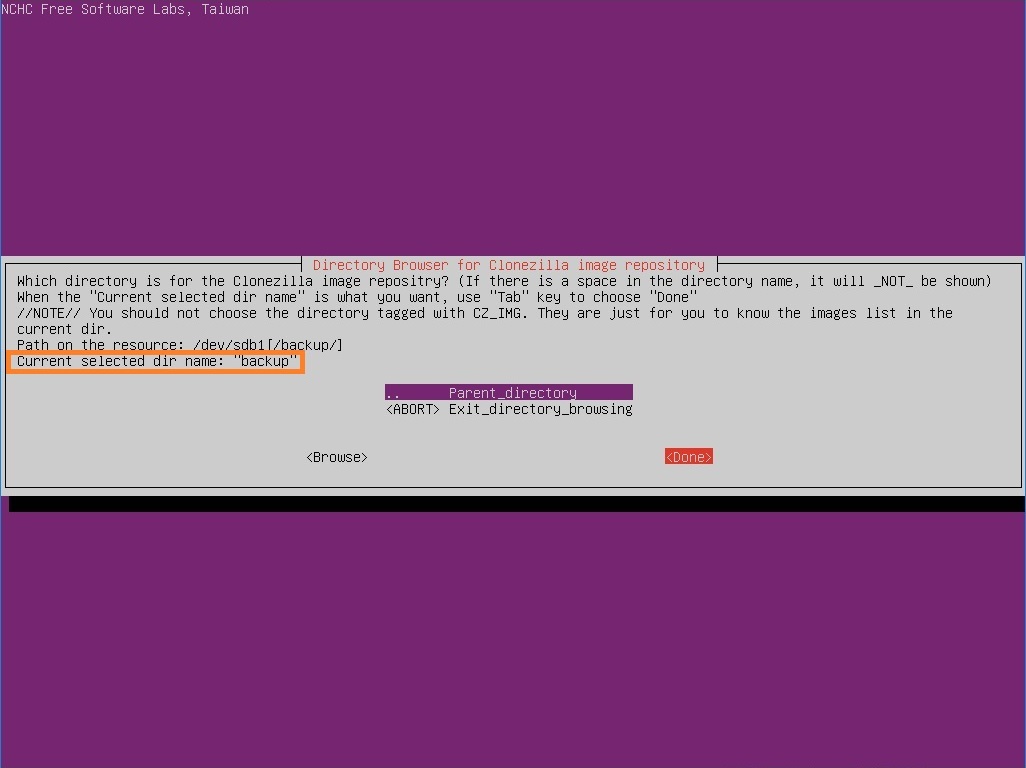 NCHC Free Software Labs, Taiwan
Directory Browser for Clonezilla image repository
Which directory is for the Clonezilla image repositry? (If there is a space in the directory name, it will _NOT_ be shown)
When the "Current selected dir name" is what you want, use "Tab" key to choose "Done"
//NOTE// You should not choose the directory tagged with CZ_IMG. They are just for you to know the images list in the
current dir.
Path on the resource: /dev/sdb1[/backup/]
Current selected dir name: "backup"
.. Parent_directory
<ABORT> Exit_directory_browsing
<Browse> <Done>